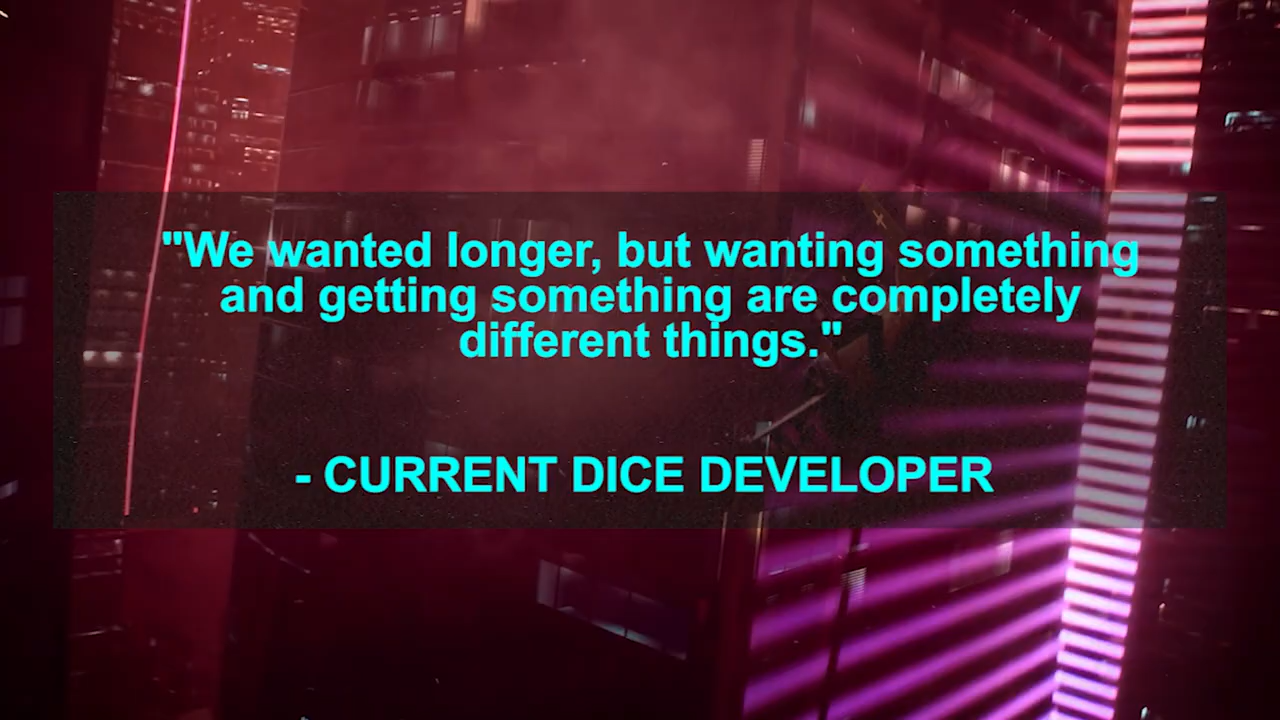 "We wanted longer, but wanting something
and getting something are completely
different things."
- CURRENT DICE DEVELOPER